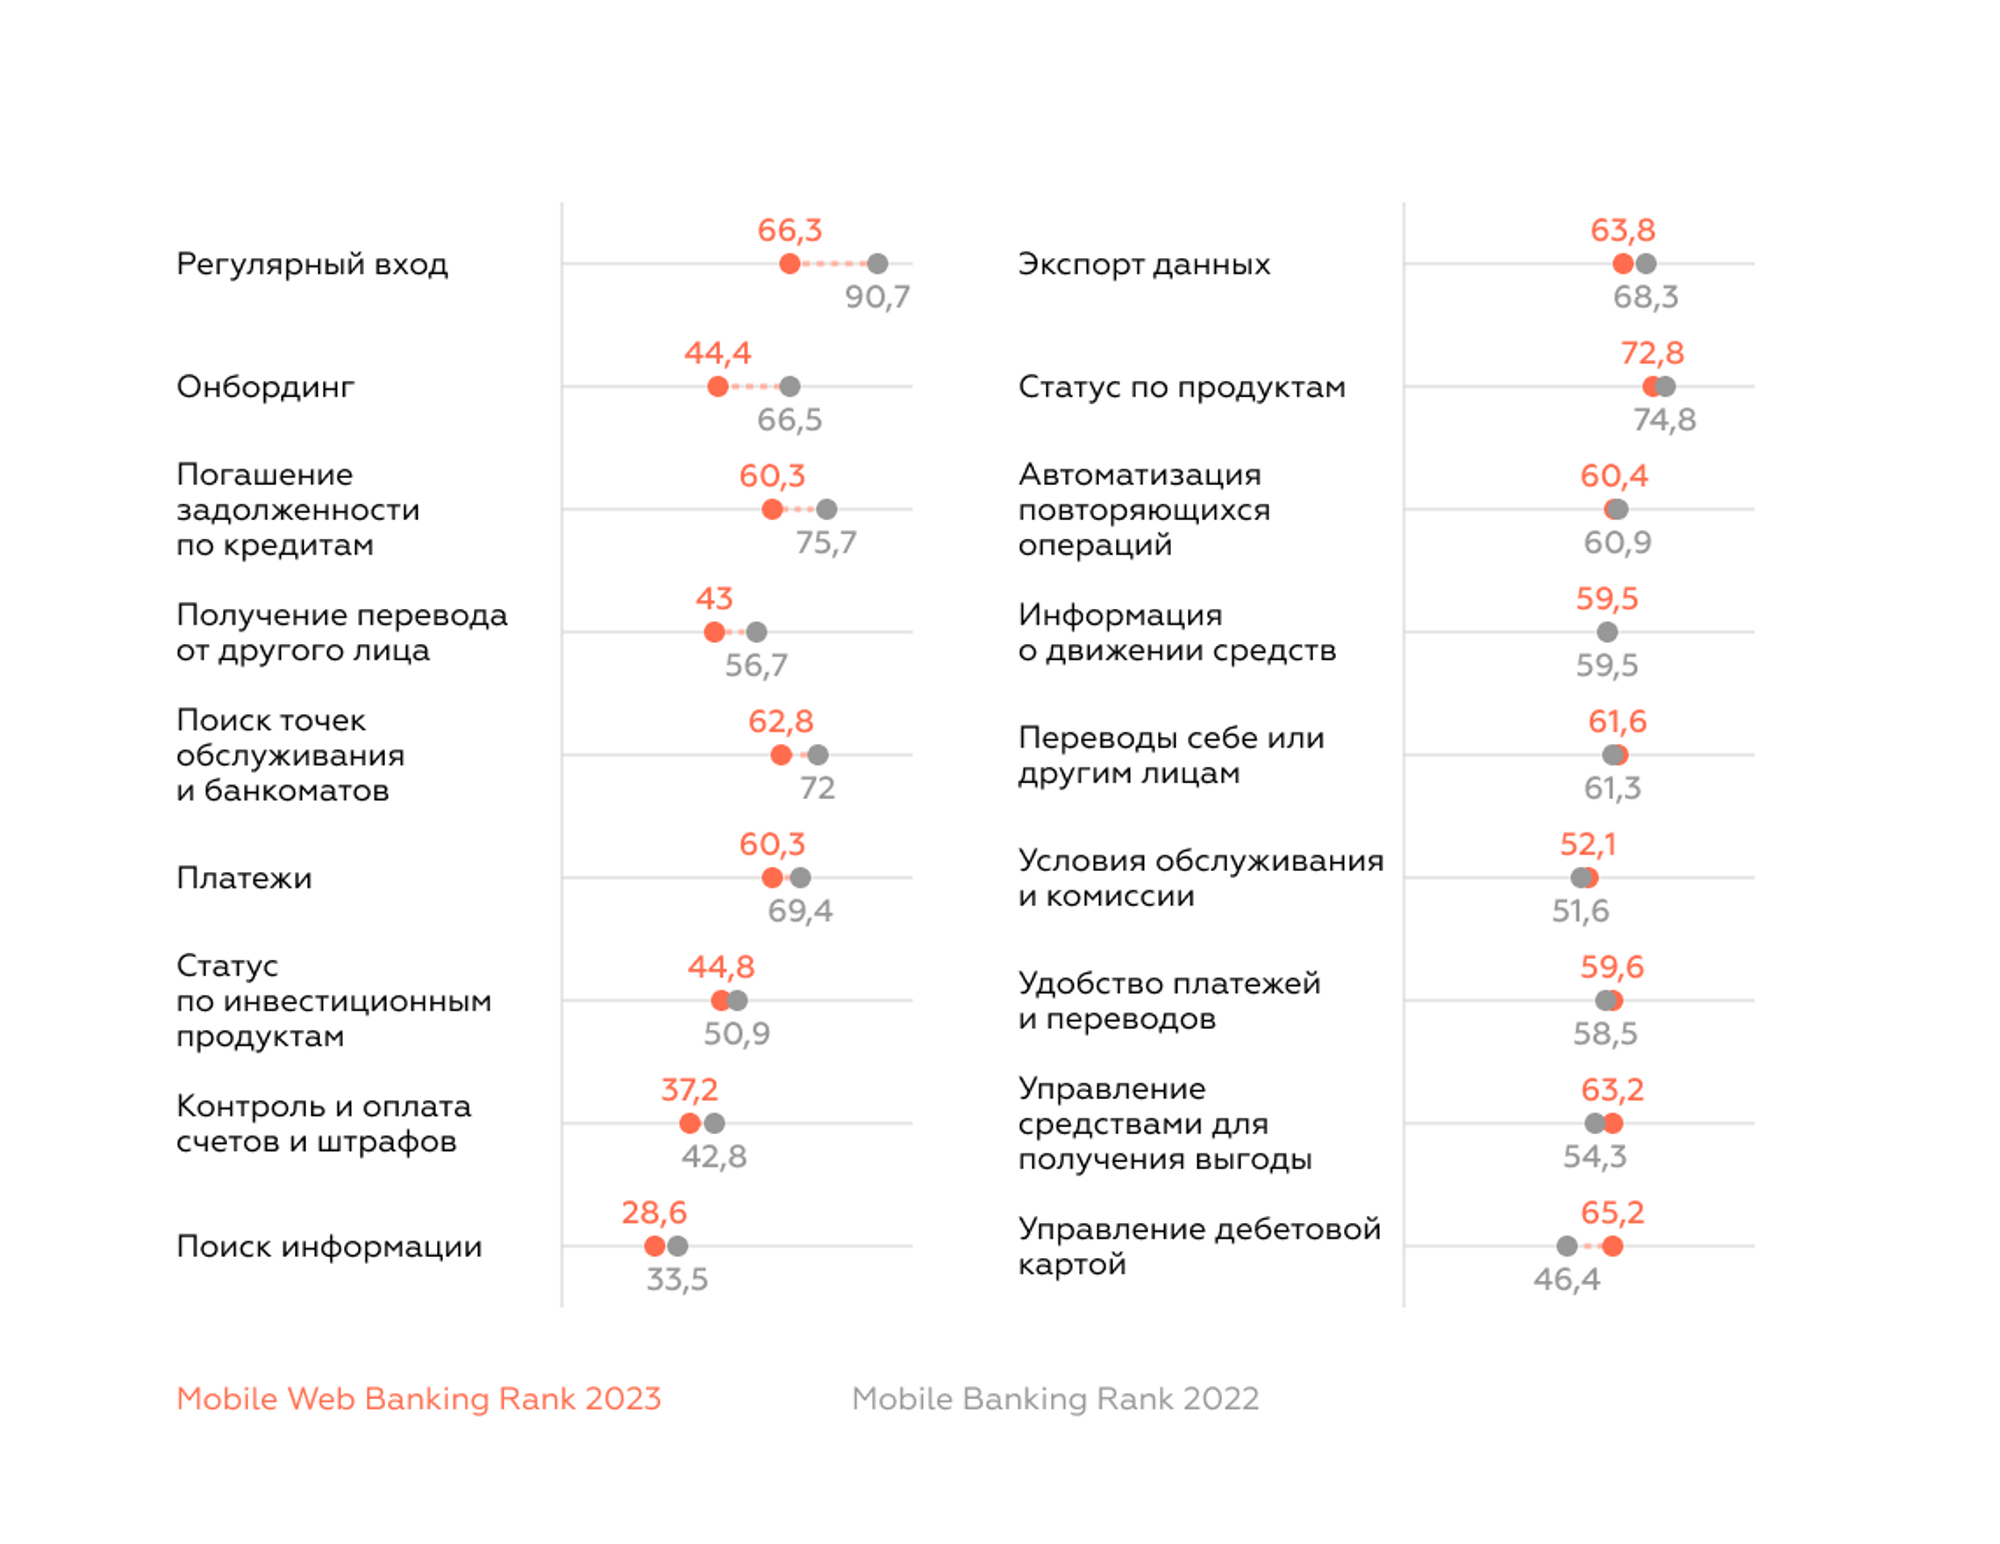 66,3
Регулярный вход
90,7
44,4
Онбординг
66,5
Погашение
задолженности
по кредитам
60,3
75,7
Получение перевода
от другого лица
43
56,7
Поиск точек
обслуживания
и банкоматов
62,8
72
60,3
Платежи
69,4
Статус
по инвестиционным
продуктам
44,8
50,9
Контроль и оплата
счетов и штрафов
37,2
42,8
28,6
Поиск информации
33,5
63,8
Экспорт данных
68,3
72,8
Статус по продуктам
74,8
Автоматизация
повторяющихся
операций
60,4
60,9
Информация
о движении средств
59,5
59,5
Переводы себе или
другим лицам
61,6
61,3
Условия обслуживания
и комиссии
52,1
51,6
Удобство платежей
и переводов
59,6
58,5
Управление
средствами для
получения выгоды
63,2
54,3
Управление дебетовой
картой
65,2
46,4
Mobile Web Banking Rank 2023
Mobile Banking Rank 2022